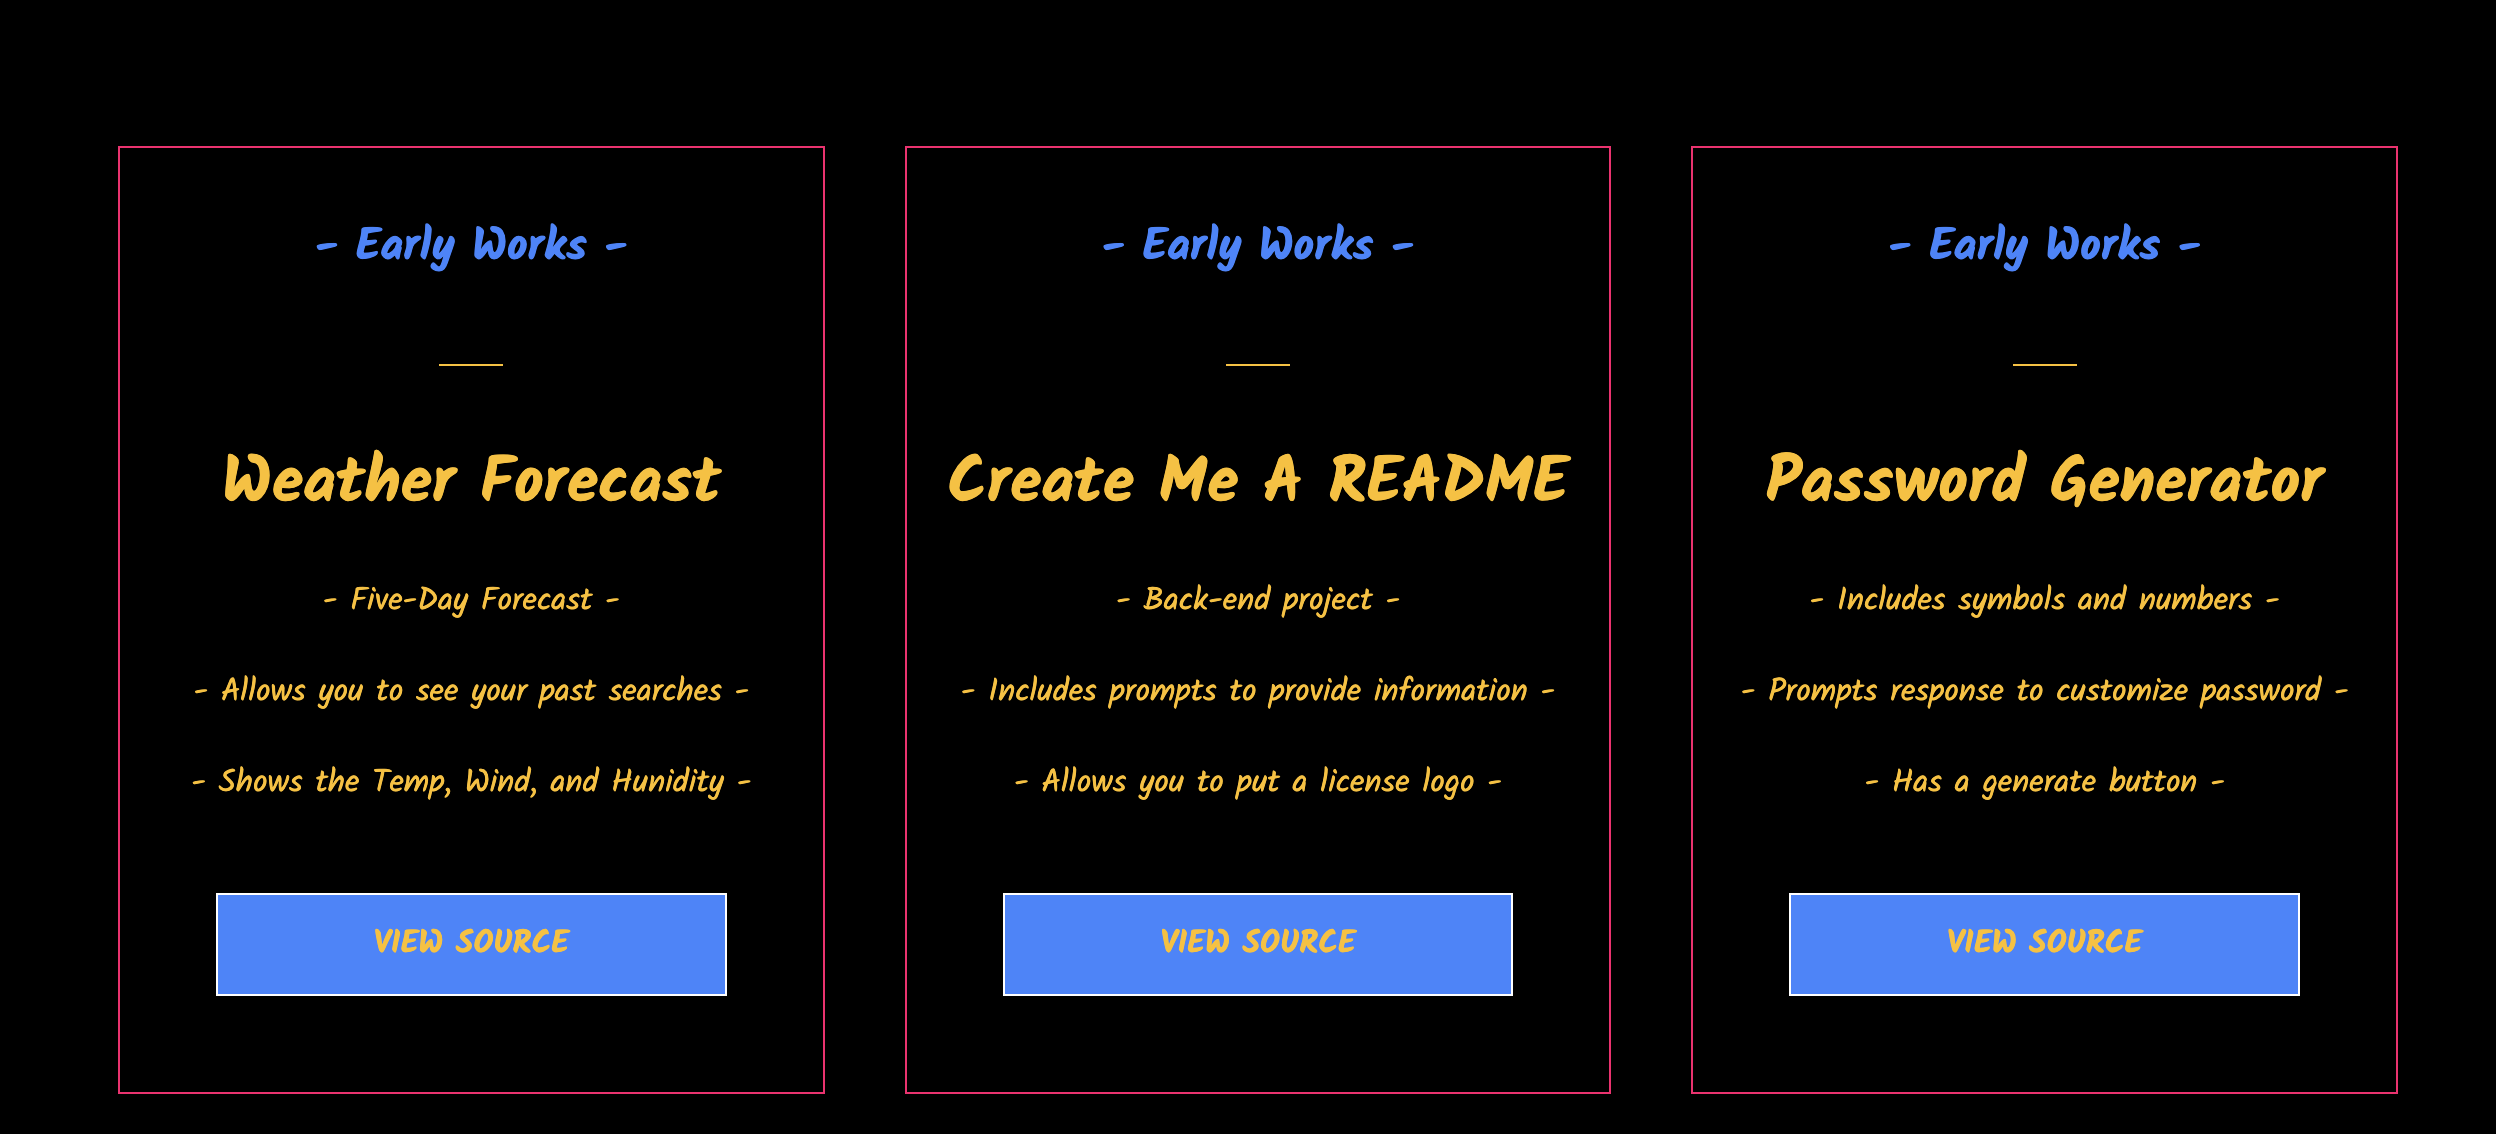 - Early Works -
Weather Forecast
- Five-Day Forecast -
- Allows you to see your past searches -
- Shows the Temp, Wind, and Hunidity -
VIEW SOURCE
- Early Works -
Create Me A README
- Back-end project -
- Includes prompts to provide information -
- Allows you to put a license logo -
VIEW SOURCE
- Early Works -
Password Generator
- Includes symbols and numbers -
- Prompts response to customize password -
- Has a generate button -
VIEW SOURCE